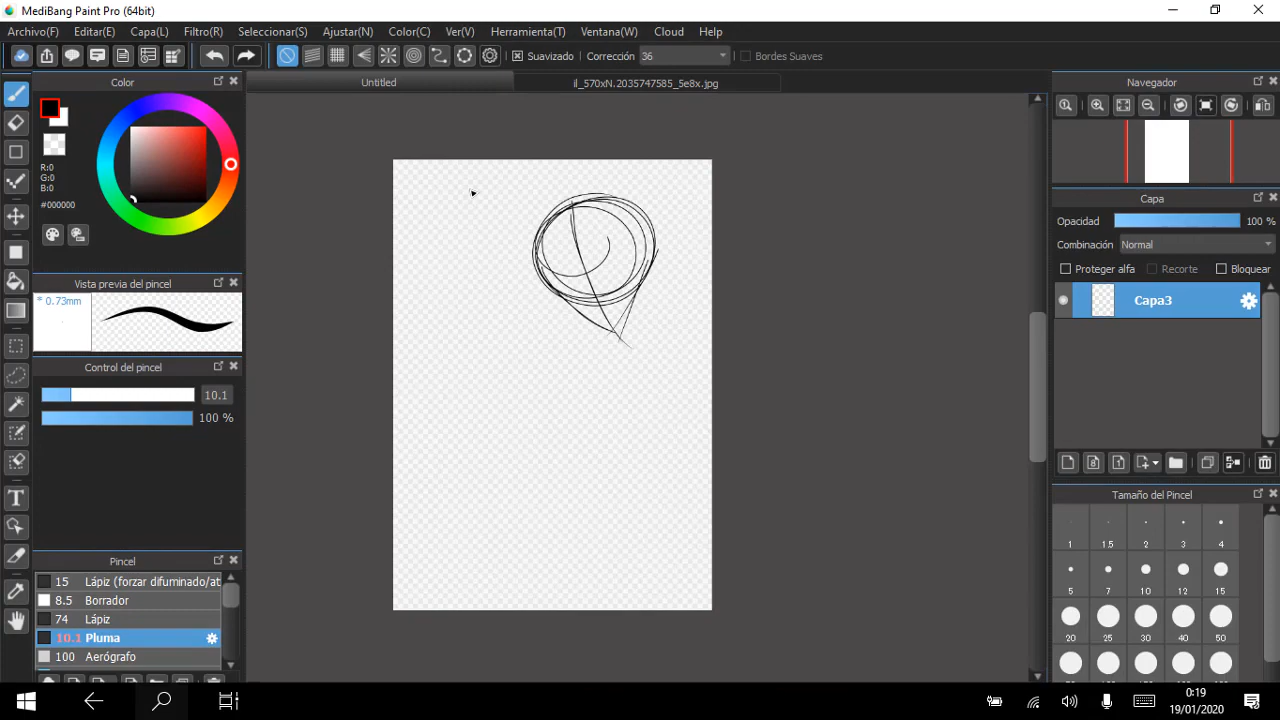 MediBang Paint Pro (64bit)
Archivo(F) Editar(E) Capa(L) Filtro(R) Seleccionar(S) Ajustar(N) Color(C) Ver(V) Herramienta(T) Ventana(W) Cloud Help
Suavizado Corrección 36 Bordes Suaves
Color
Untitled
il_570xN.2035747585_5e8x.jpg
Navegador
R:0
G:0
B:0
#000000
Capa
Opacidad 100 %
Combinación Normal
Proteger alfa Recorte Bloquear
Capa3
Vista previa del pincel
* 0.73mm
Control del pincel
10.1
100 %
Pincel
15 Lápiz (forzar difuminado/at
8.5 Borrador
74 Lápiz
10.1 Pluma
100 Aerógrafo
Tamaño del Pincel
1 1.5 2 3 4
5 7 10 12 15
20 25 30 40 50
0:19
19/01/2020